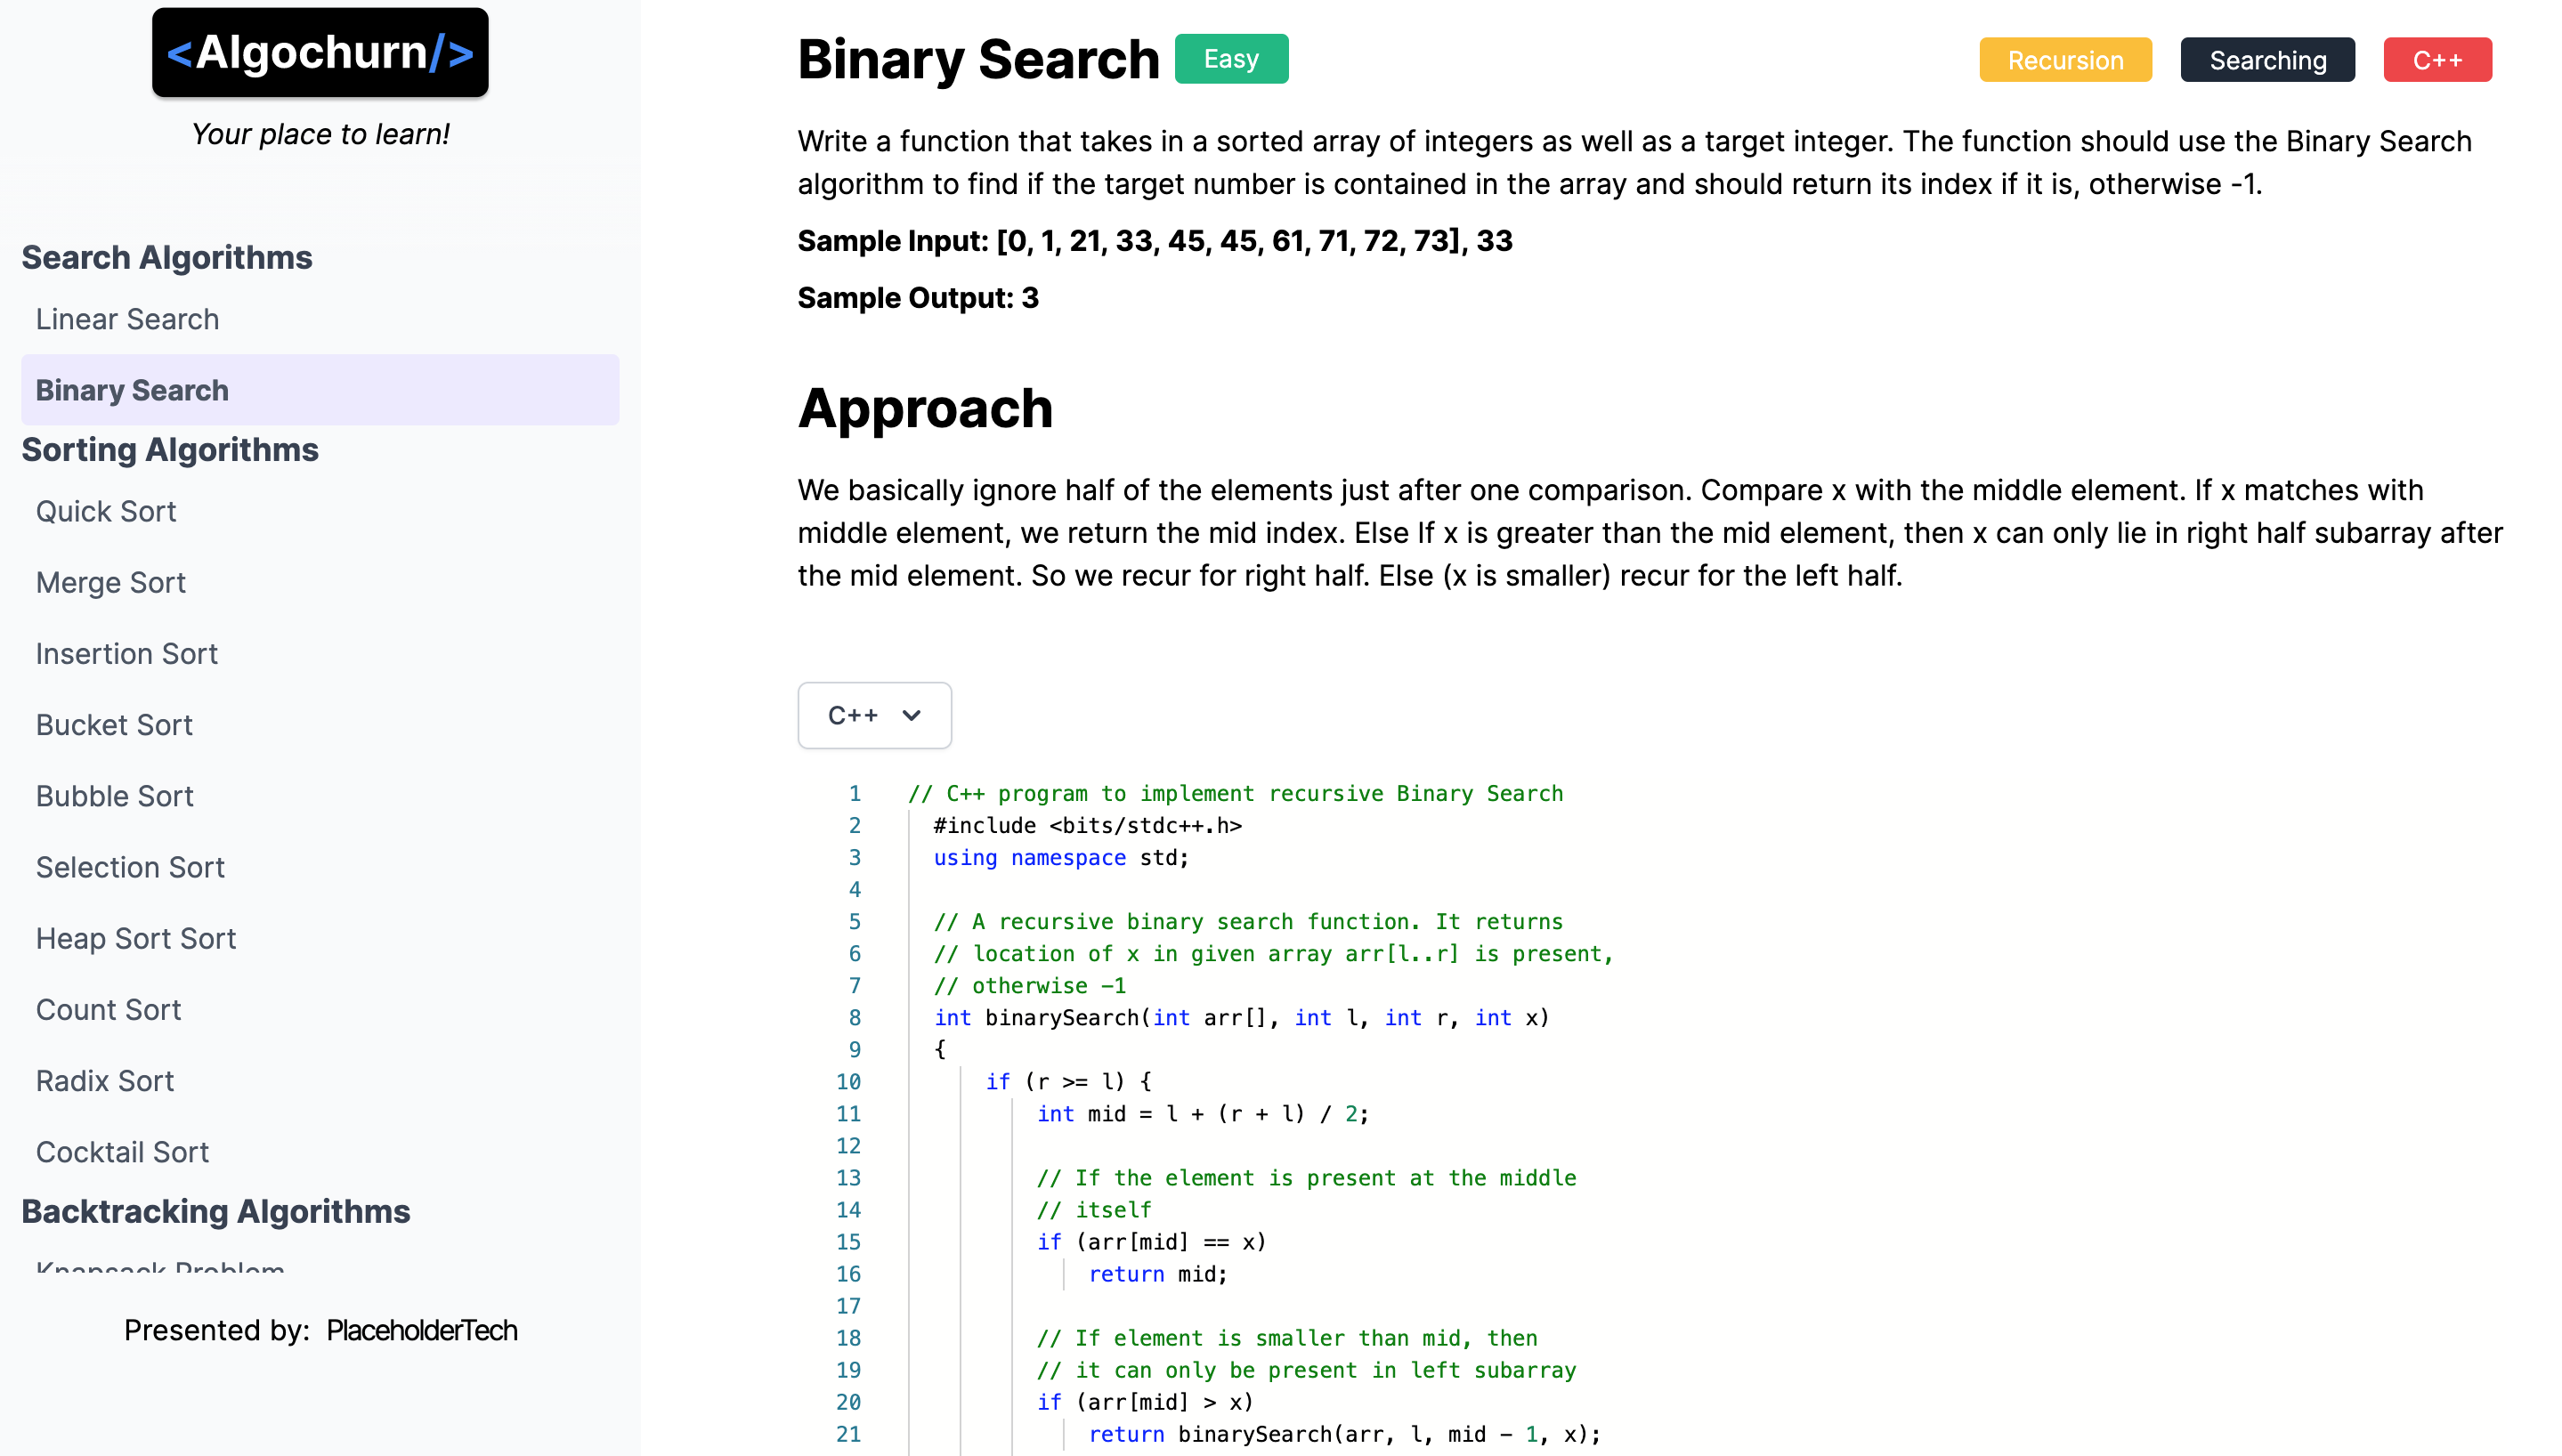 <Algochurn/>
Your place to learn!
Search Algorithms
Linear Search
Binary Search
Sorting Algorithms
Quick Sort
Merge Sort
Insertion Sort
Bucket Sort
Bubble Sort
Selection Sort
Heap Sort Sort
Count Sort
Radix Sort
Cocktail Sort
Backtracking Algorithms
Knapsack Problem
Presented by: PlaceholderTech
Binary Search Easy
Recursion Searching C++
Write a function that takes in a sorted array of integers as well as a target integer. The function should use the Binary Search
algorithm to find if the target number is contained in the array and should return its index if it is, otherwise -1.
Sample Input: [0, 1, 21, 33, 45, 45, 61, 71, 72, 73], 33
Sample Output: 3
Approach
We basically ignore half of the elements just after one comparison. Compare x with the middle element. If x matches with
middle element, we return the mid index. Else If x is greater than the mid element, then x can only lie in right half subarray after
the mid element. So we recur for right half. Else (x is smaller) recur for the left half.
C++
1 // C++ program to implement recursive Binary Search
2 #include <bits/stdc++.h>
3 using namespace std;
4
5 // A recursive binary search function. It returns
6 // location of x in given array arr[l..r] is present,
7 // otherwise -1
8 int binarySearch(int arr[], int l, int r, int x)
9 {
10 if (r >= l) {
11 int mid = l + (r + l) / 2;
12
13 // If the element is present at the middle
14 // itself
15 if (arr[mid] == x)
16 return mid;
17
18 // If element is smaller than mid, then
19 // it can only be present in left subarray
20 if (arr[mid] > x)
21 return binarySearch(arr, l, mid - 1, x);